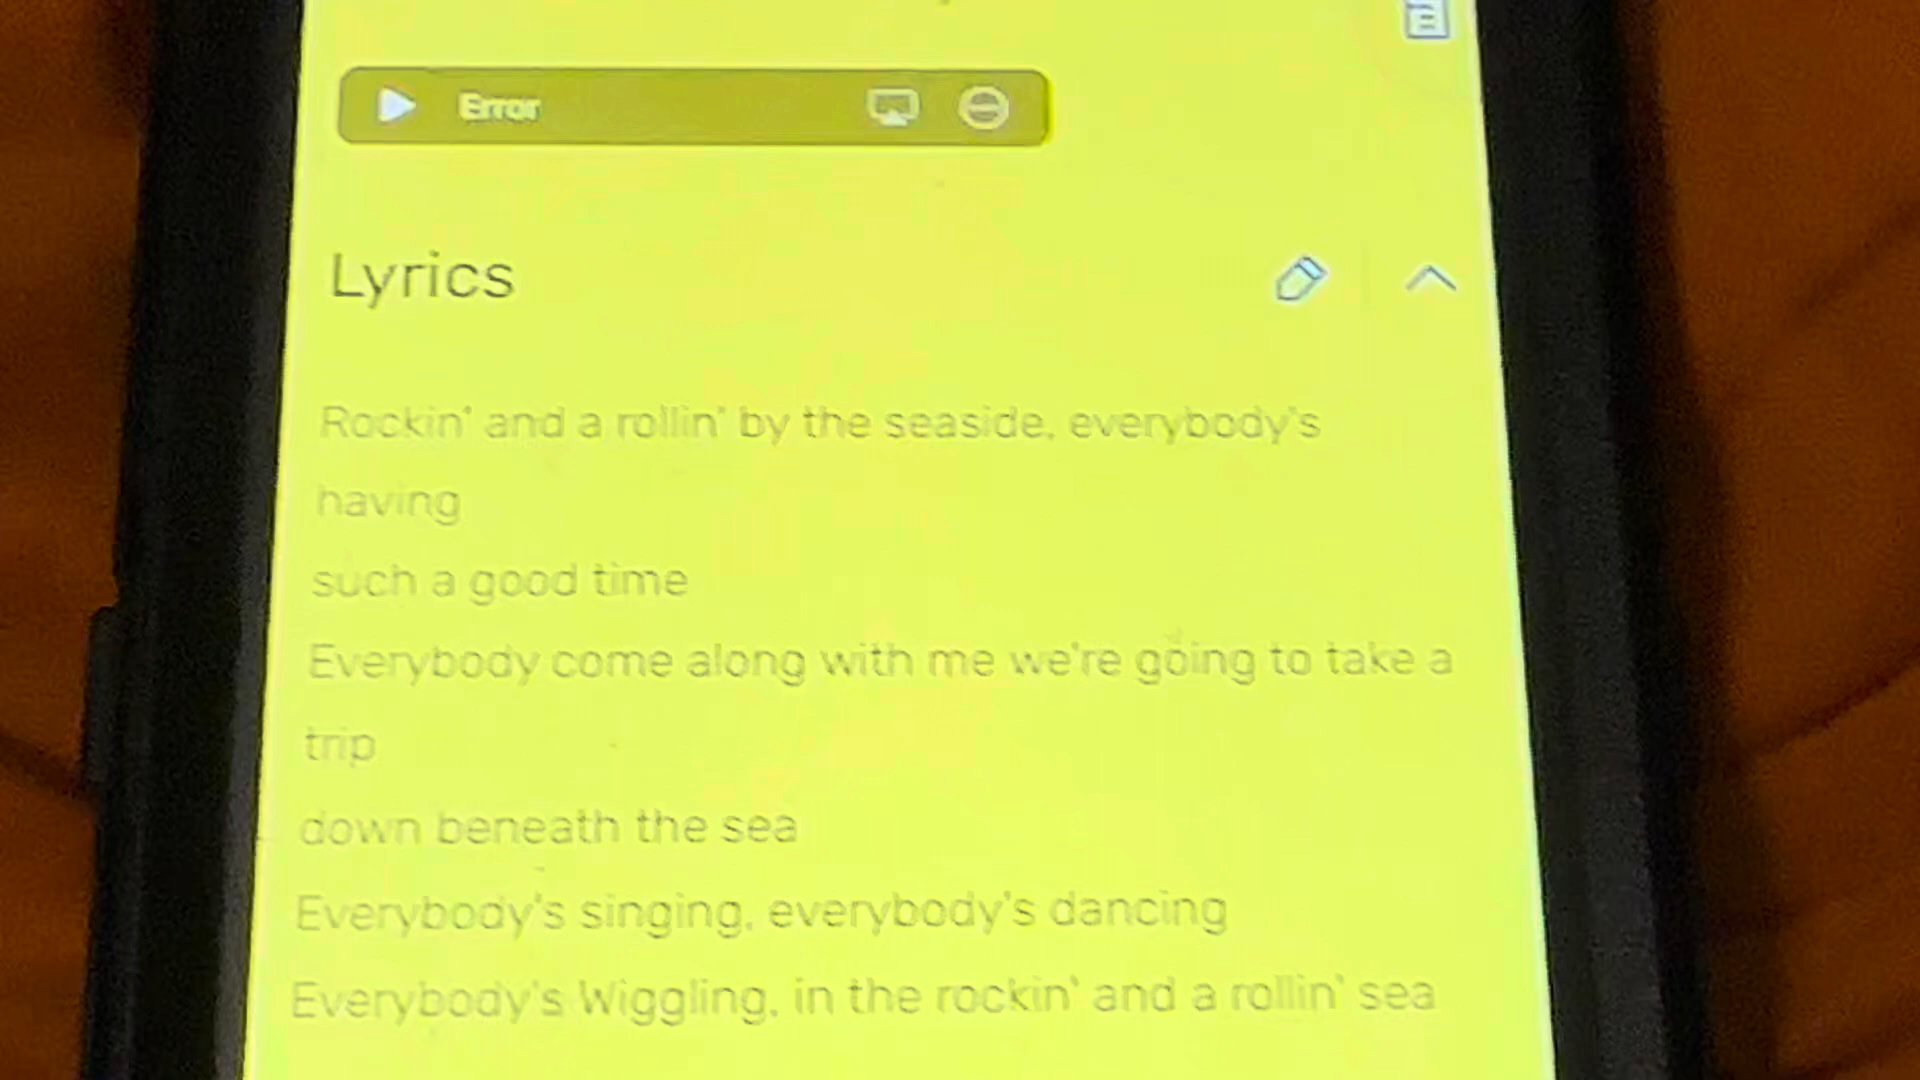 Error
Lyrics
Rockin' and a rollin' by the seaside, everybody's
having
such a good time
Everybody come along with me we're going to take a
trip
down beneath the sea
Everybody's singing, everybody's dancing
Everybody's Wiggling, in the rockin' and a rollin' sea